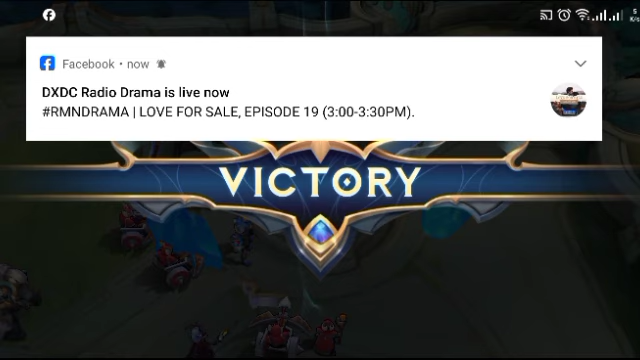 5
K/s
Facebook • now
DXDC Radio Drama is live now
#RMNDRAMA | LOVE FOR SALE, EPISODE 19 (3:00-3:30PM).
VICTORY